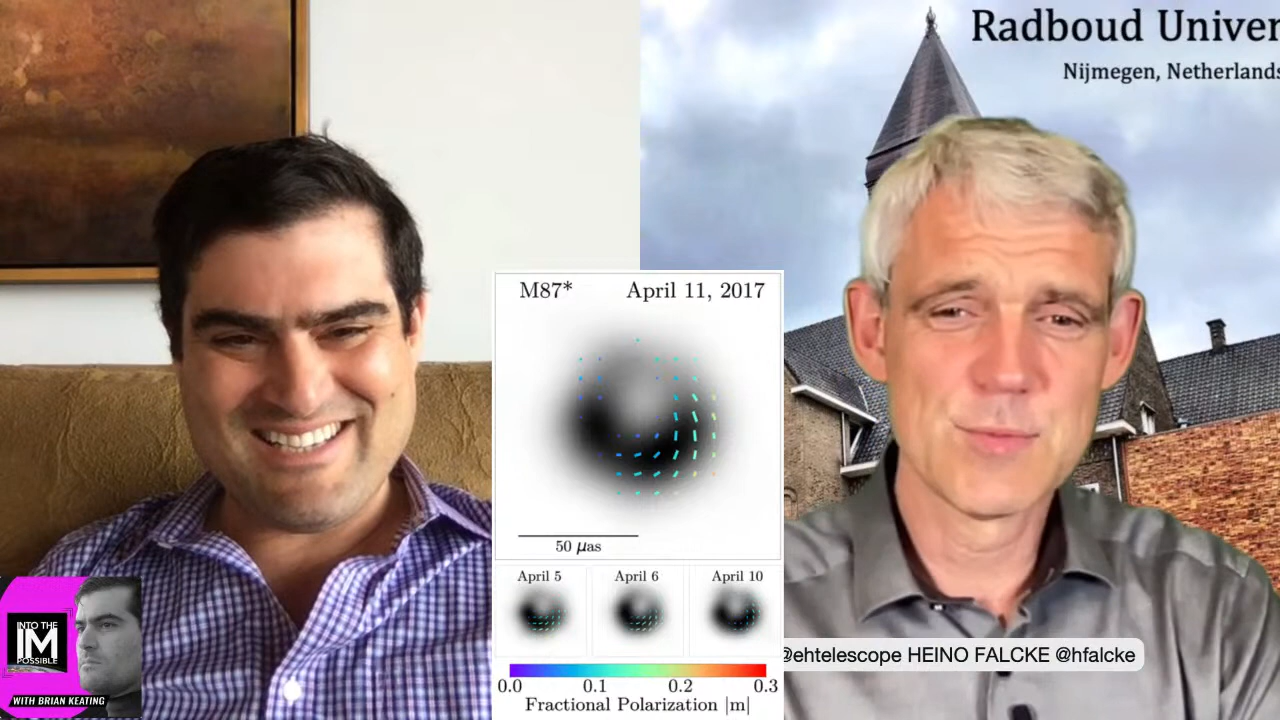 Radboud Univer
Nijmegen, Netherlands
M87* April 11, 2017
50 μas
April 5 April 6 April 10
0.0 0.1 0.2 0.3
Fractional Polarization |m|
@ehtelescope HEINO FALCKE @hfalcke
INTO THE
IM
POSSIBLE
WITH BRIAN KEATING